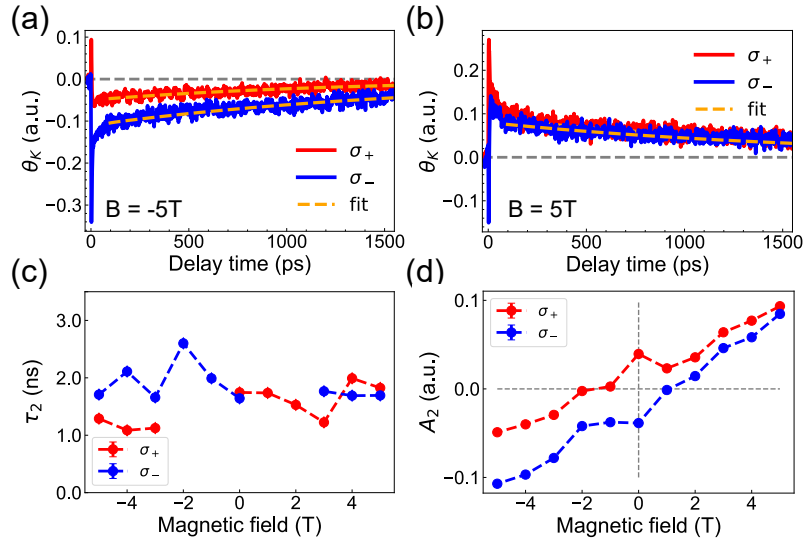 (a)
0.1
0.0
-0.1
-0.2
-0.3
θ_K (a.u.)
σ₊
σ₋
fit
B = -5T
0 500 1000 1500
Delay time (ps)
(b)
0.2
0.1
0.0
−0.1
θ_K (a.u.)
σ₊
σ₋
fit
B = 5T
0 500 1000 1500
Delay time (ps)
(c)
3.0
2.0
1.0
0.0
τ₂ (ns)
σ₊
σ₋
−4 −2 0 2 4
Magnetic field (T)
(d)
0.1
0.0
−0.1
A₂ (a.u.)
σ₊
σ₋
−4 −2 0 2 4
Magnetic field (T)